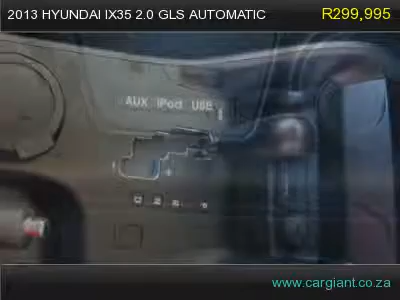 2013 HYUNDAI IX35 2.0 GLS AUTOMATIC R299,995
AUX iPod USB
www.cargiant.co.za